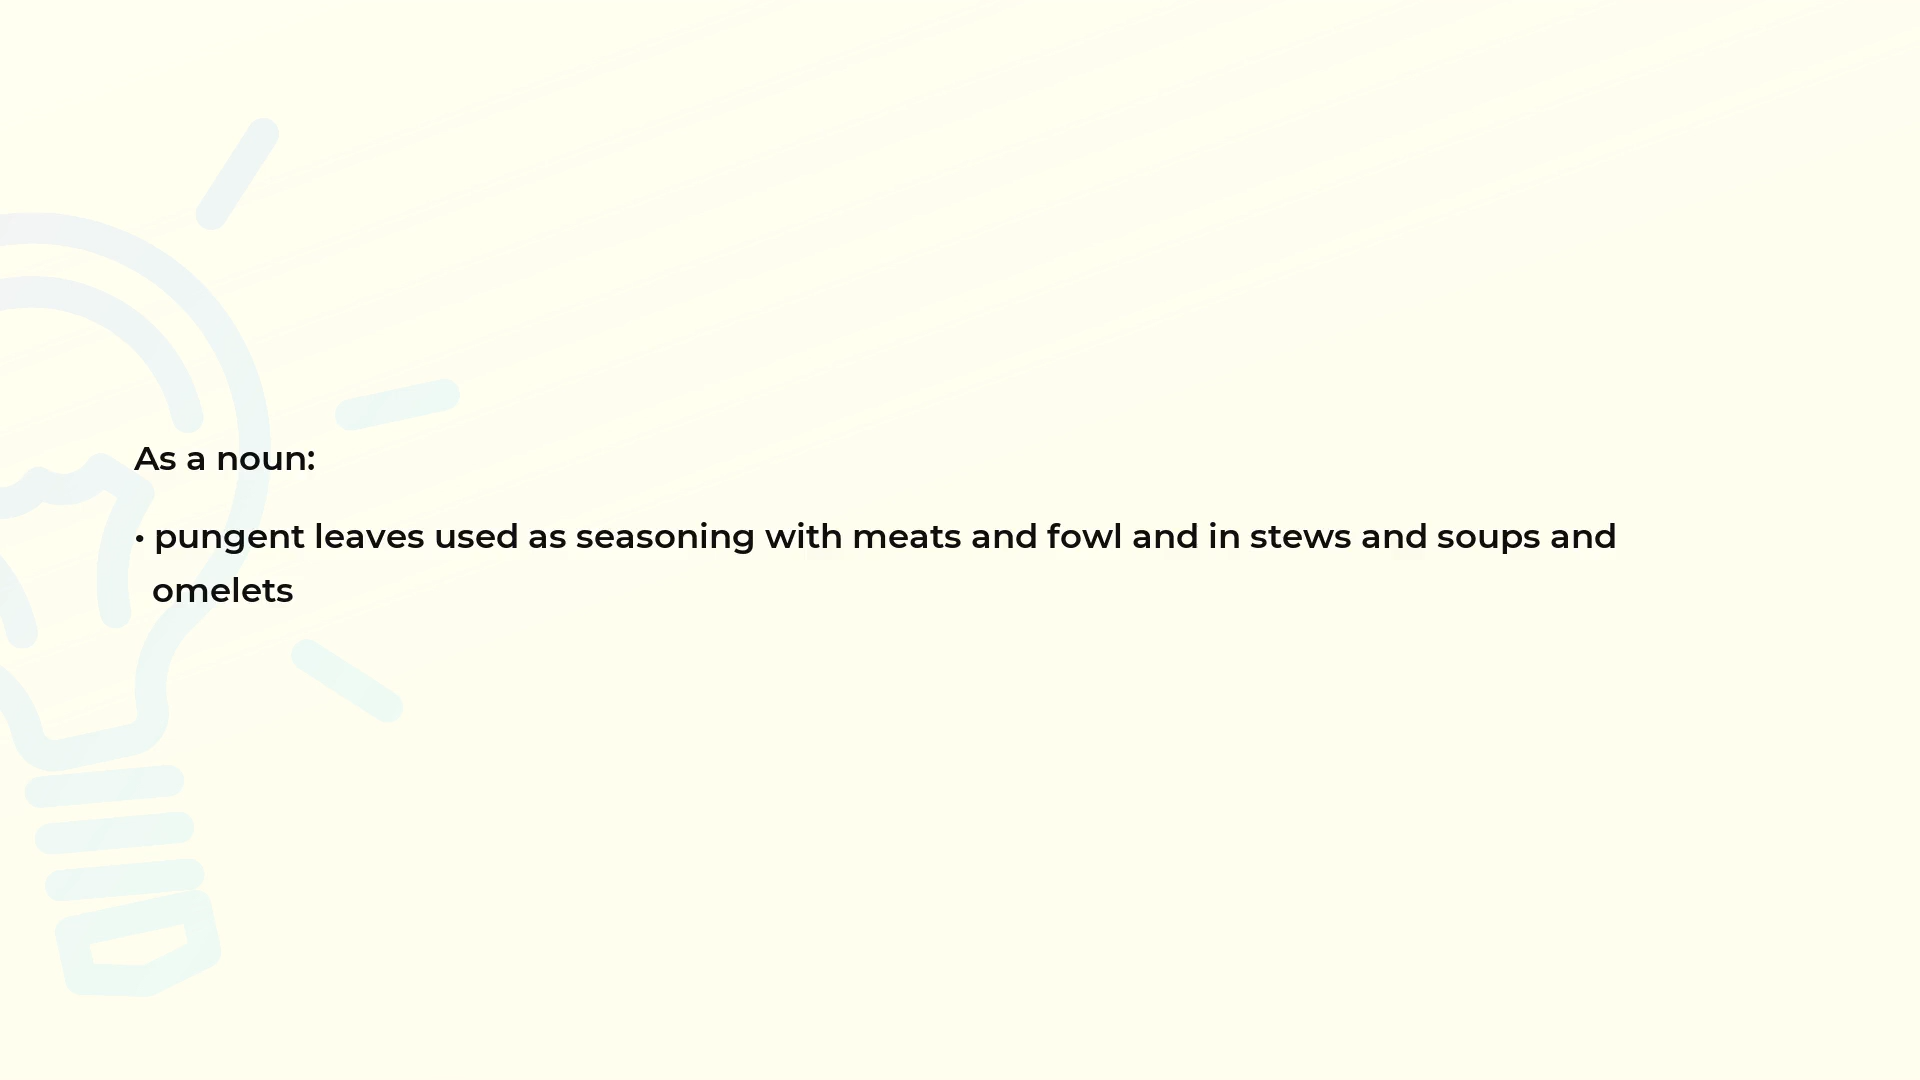 As a noun:
• pungent leaves used as seasoning with meats and fowl and in stews and soups and
omelets